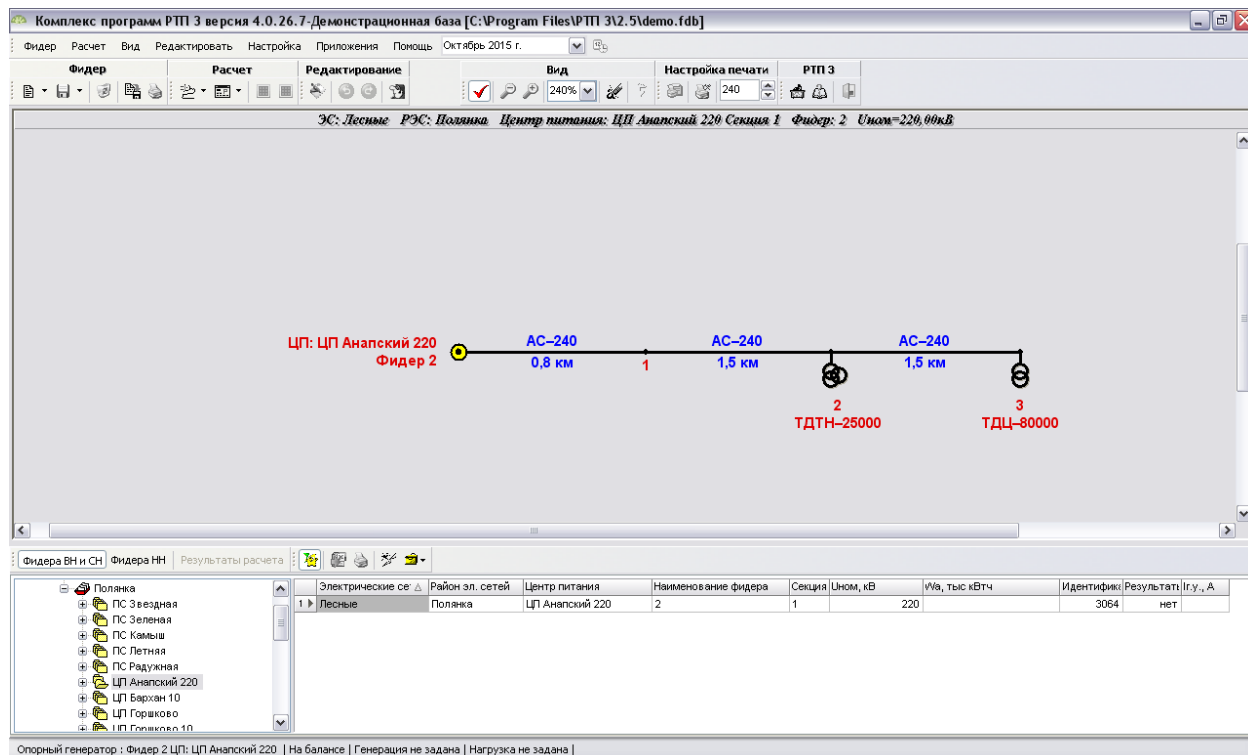 Комплекс программ РТП 3 версия 4.0.26.7-Демонстрационная база [C:\Program Files\РТП 3\2.5\demo.fdb]
Фидер Расчет Вид Редактировать Настройка Приложения Помощь Октябрь 2015 г.
Фидер Расчет Редактирование Вид Настройка печати РТП 3
240% 240
ЭС: Лесные РЭС: Полянка Центр питания: ЦП Анапский 220 Секция 1 Фидер: 2 Uном=220,00кВ
ЦП: ЦП Анапский 220
Фидер 2
АС–240 АС–240 АС–240
0,8 км 1 1,5 км 1,5 км
2 3
ТДТН–25000 ТДЦ–80000
Фидера ВН и СН Фидера НН Результаты расчета
Полянка
ПС Звездная
ПС Зеленая
ПС Камыш
ПС Летняя
ПС Радужная
ЦП Анапский 220
ЦП Бархан 10
ЦП Горшково
ЦП Горшково 10
Электрические се Район эл. сетей Центр питания Наименование фидера Секция Uном, кВ Wа, тыс кВтч Идентифик Результать Iг.у., А
1 Лесные Полянка ЦП Анапский 220 2 1 220 3064 нет
Опорный генератор : Фидер 2 ЦП: ЦП Анапский 220 | На балансе | Генерация не задана | Нагрузка не задана |